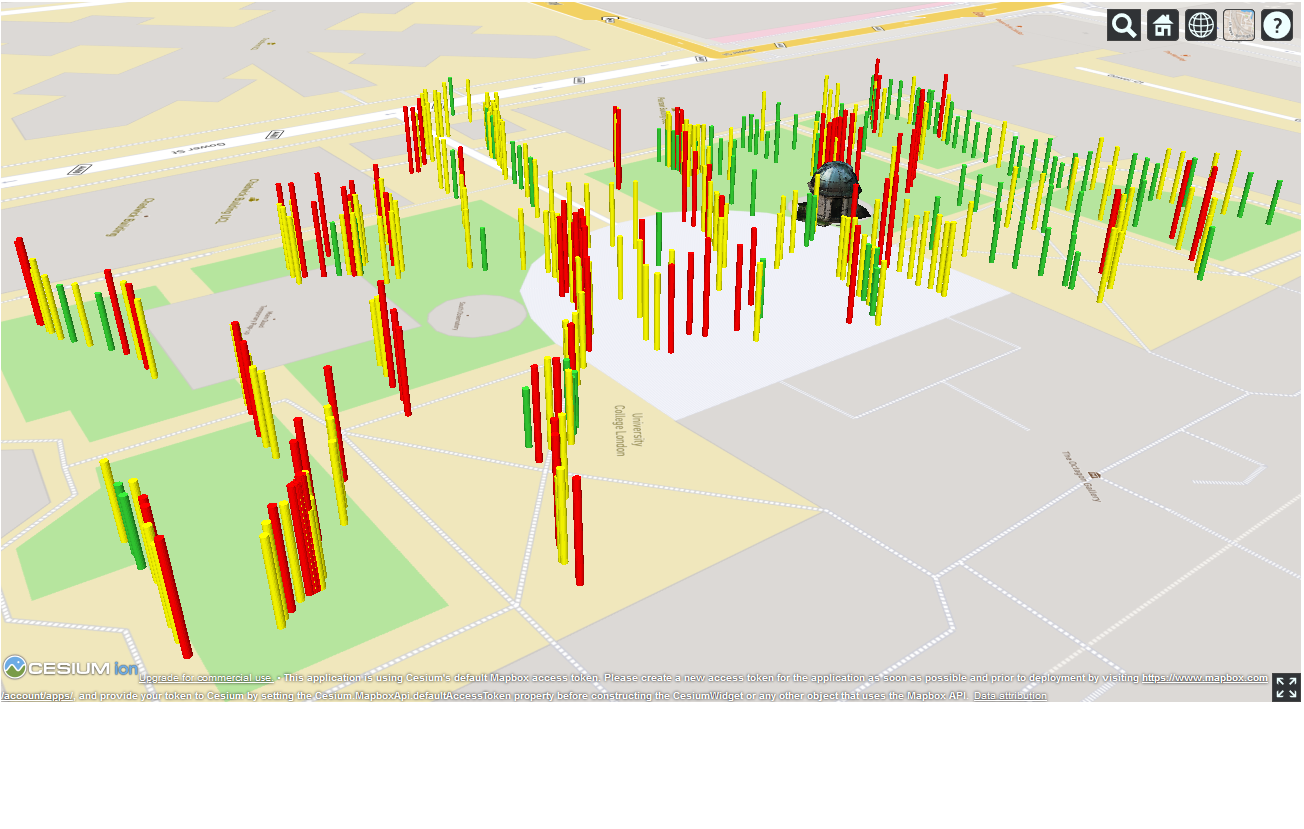 Gower St
University
College London
The Octagon Gallery
?
CESIUM ion
Upgrade for commercial use. • This application is using Cesium's default Mapbox access token. Please create a new access token for the application as soon as possible and prior to deployment by visiting https://www.mapbox.com
/account/apps/, and provide your token to Cesium by setting the Cesium.MapboxApi.defaultAccessToken property before constructing the CesiumWidget or any other object that uses the Mapbox API. Data attribution